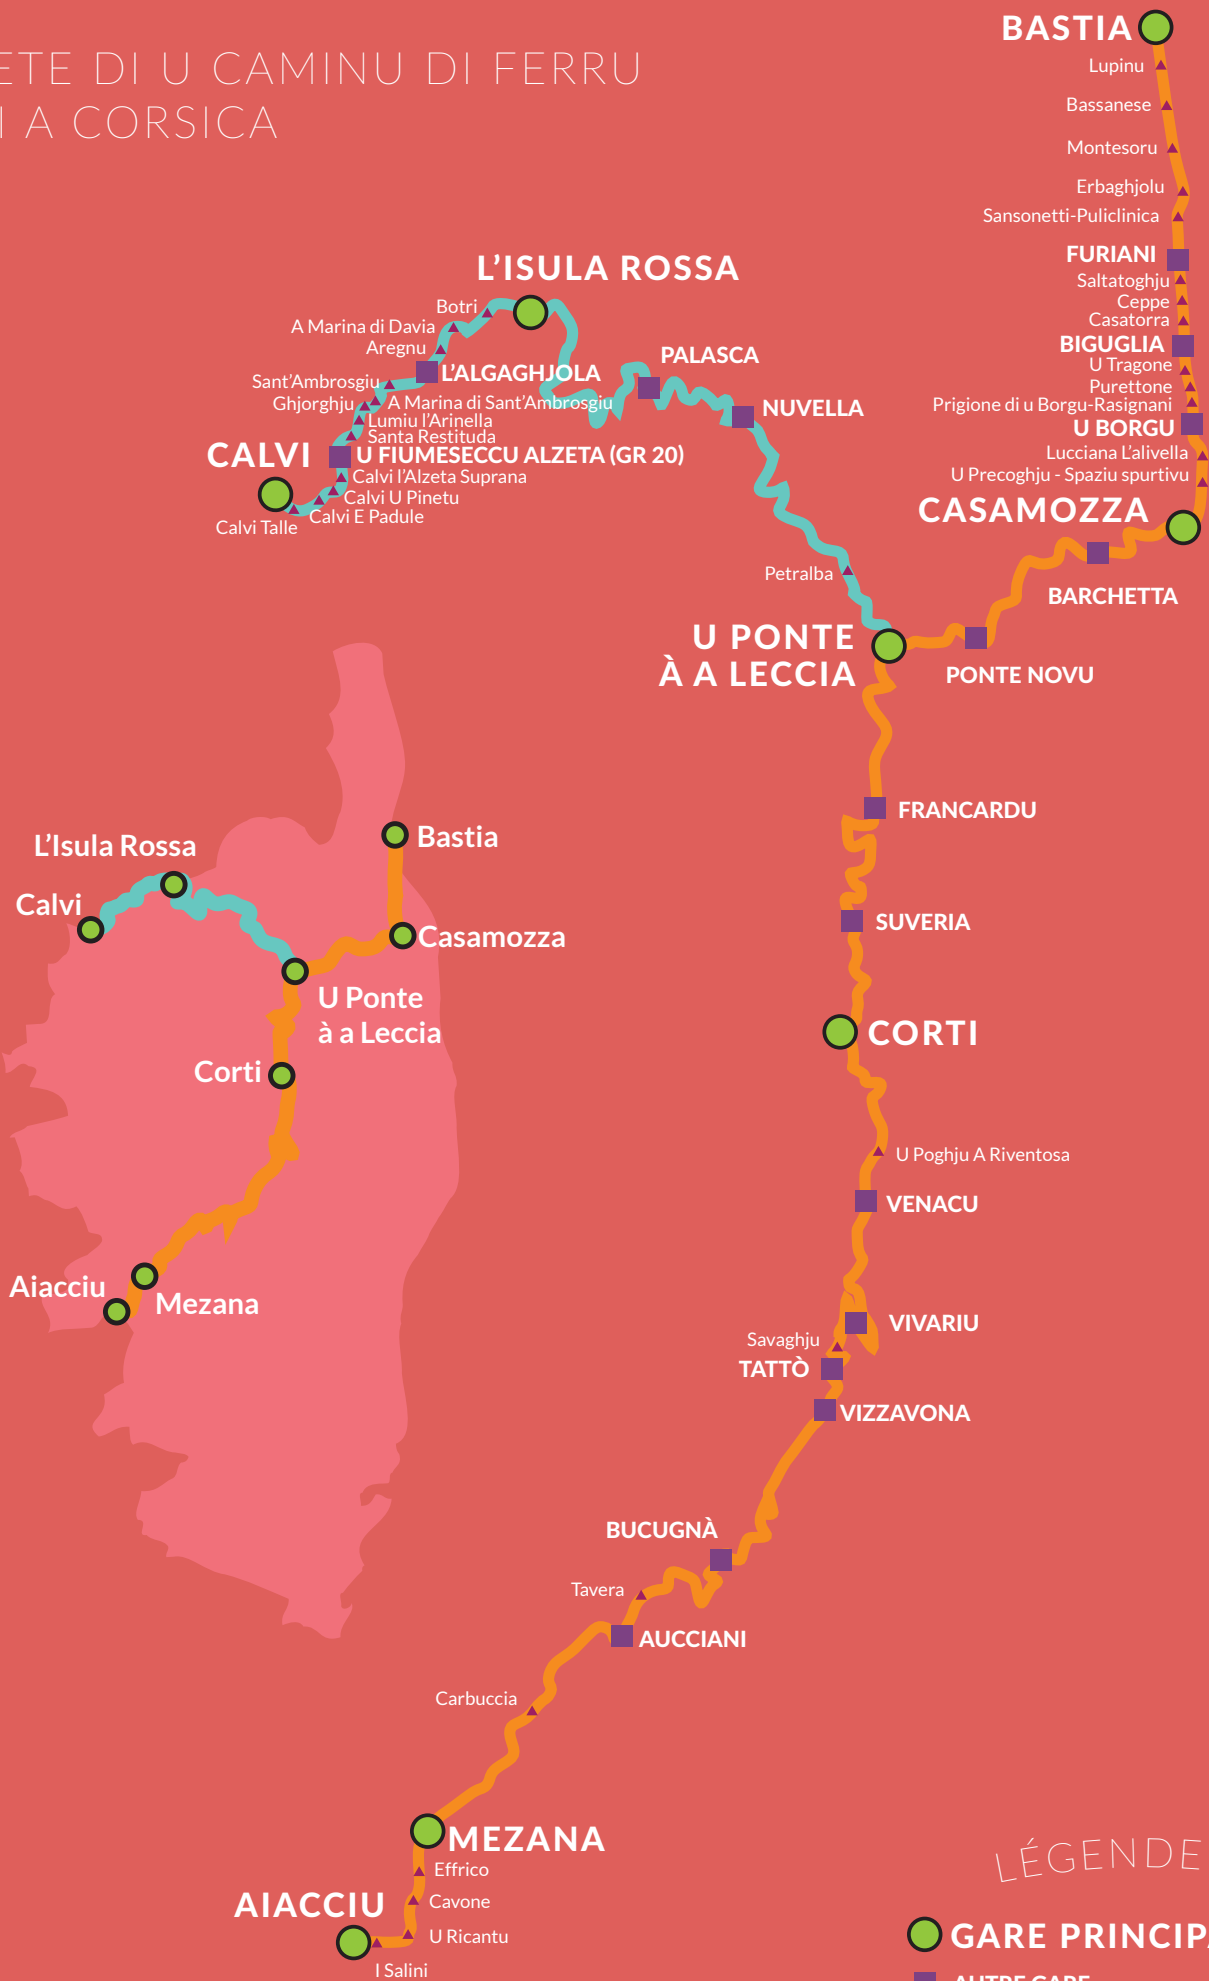 ETE DI U CAMINU DI FERRU
I A CORSICA
BASTIA
Lupinu
Bassanese
Montesoru
Erbaghjolu
Sansonetti-Puliclinica
FURIANI
Saltatoghju
Ceppe
Casatorra
BIGUGLIA
U Tragone
Purettone
Prigione di u Borgu-Rasignani
U BORGU
Lucciana L'alivella
U Precoghju - Spaziu spurtivu
CASAMOZZA
BARCHETTA
PONTE NOVU
L'ISULA ROSSA
Botri
A Marina di Davia
Aregnu
L'ALGAGHJOLA
Sant'Ambrosgiu
A Marina di Sant'Ambrosgiu
Ghjorghju
Lumiu l'Arinella
Santa Restituda
U FIUMESECCU ALZETA (GR 20)
CALVI
Calvi l'Alzeta Suprana
Calvi U Pinetu
Calvi E Padule
Calvi Talle
PALASCA
NUVELLA
Petralba
U PONTE
À A LECCIA
FRANCARDU
SUVERIA
CORTI
U Poghju A Riventosa
VENACU
VIVARIU
Savaghju
TATTÒ
VIZZAVONA
BUCUGNÀ
Tavera
AUCCIANI
Carbuccia
MEZANA
Effrico
Cavone
AIACCIU
U Ricantu
I Salini
L'Isula Rossa
Bastia
Calvi
Casamozza
U Ponte
à a Leccia
Corti
Aiacciu
Mezana
LÉGENDE
GARE PRINCIPA
AUTRE GARE